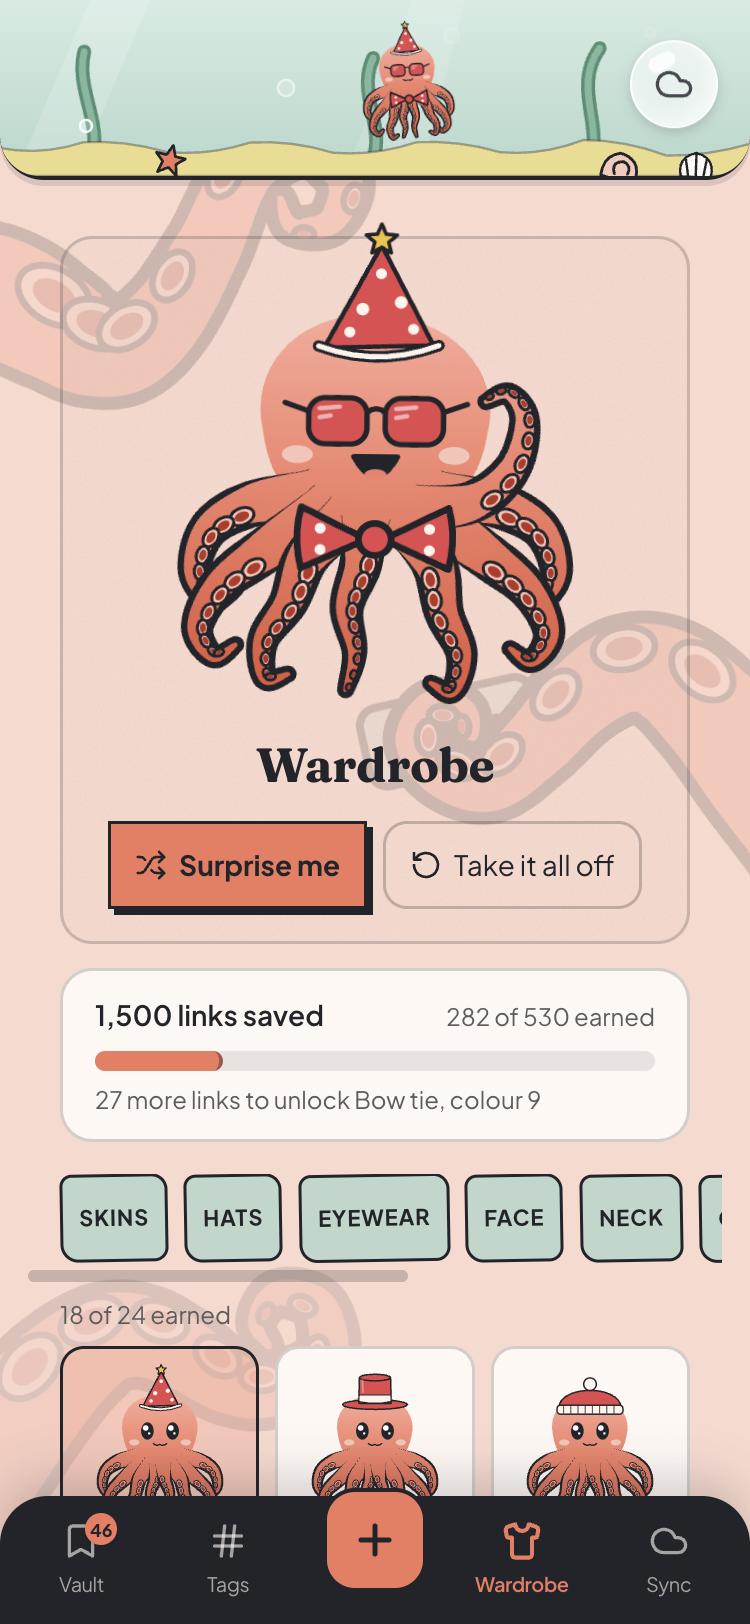 Wardrobe
Surprise me
Take it all off
1,500 links saved
282 of 530 earned
27 more links to unlock Bow tie, colour 9
SKINS
HATS
EYEWEAR
FACE
NECK
18 of 24 earned
46
Vault
Tags
Wardrobe
Sync